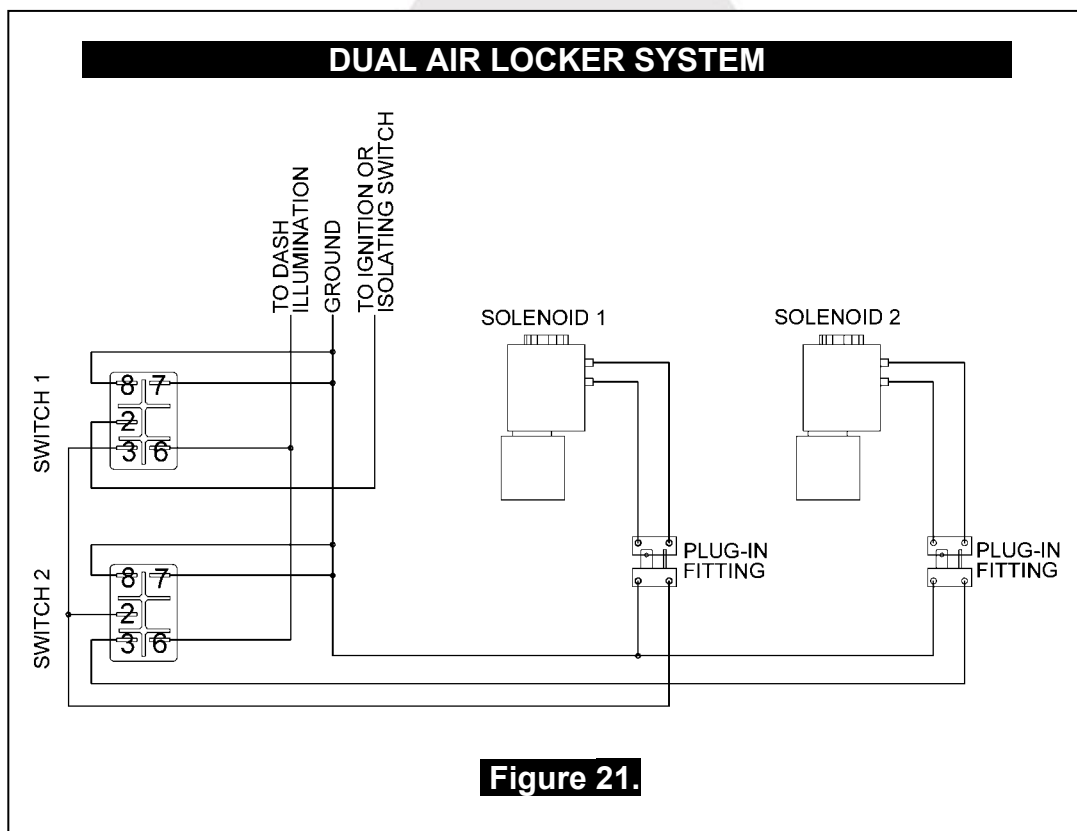 DUAL AIR LOCKER SYSTEM
TO DASH
ILLUMINATION
GROUND
TO IGNITION OR
ISOLATING SWITCH
SOLENOID 1
SOLENOID 2
SWITCH 1
8 7
2
3 6
SWITCH 2
8 7
2
3 6
PLUG-IN
FITTING
PLUG-IN
FITTING
Figure 21.